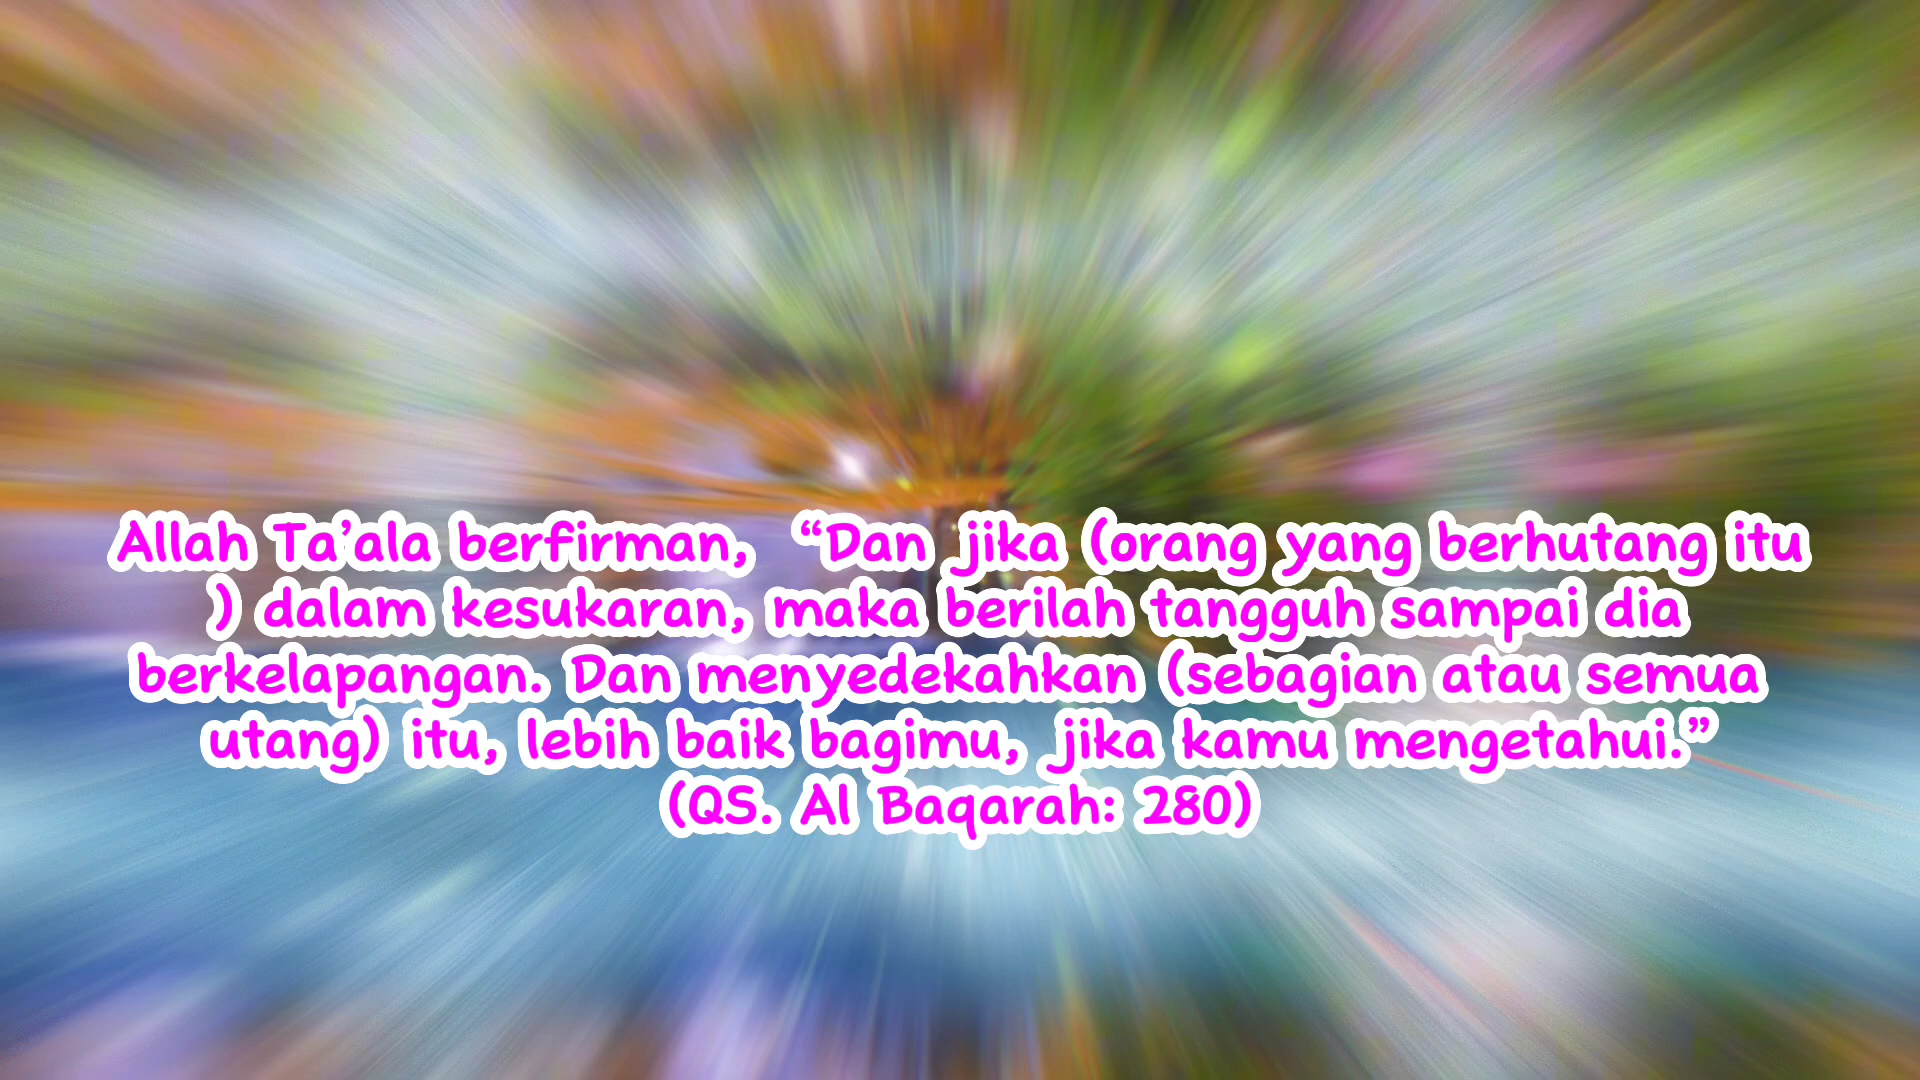 Allah Ta’ala berfirman,  “Dan jika (orang yang berhutang itu
) dalam kesukaran, maka berilah tangguh sampai dia
berkelapangan. Dan menyedekahkan (sebagian atau semua
utang) itu, lebih baik bagimu, jika kamu mengetahui.”
(QS. Al Baqarah: 280)